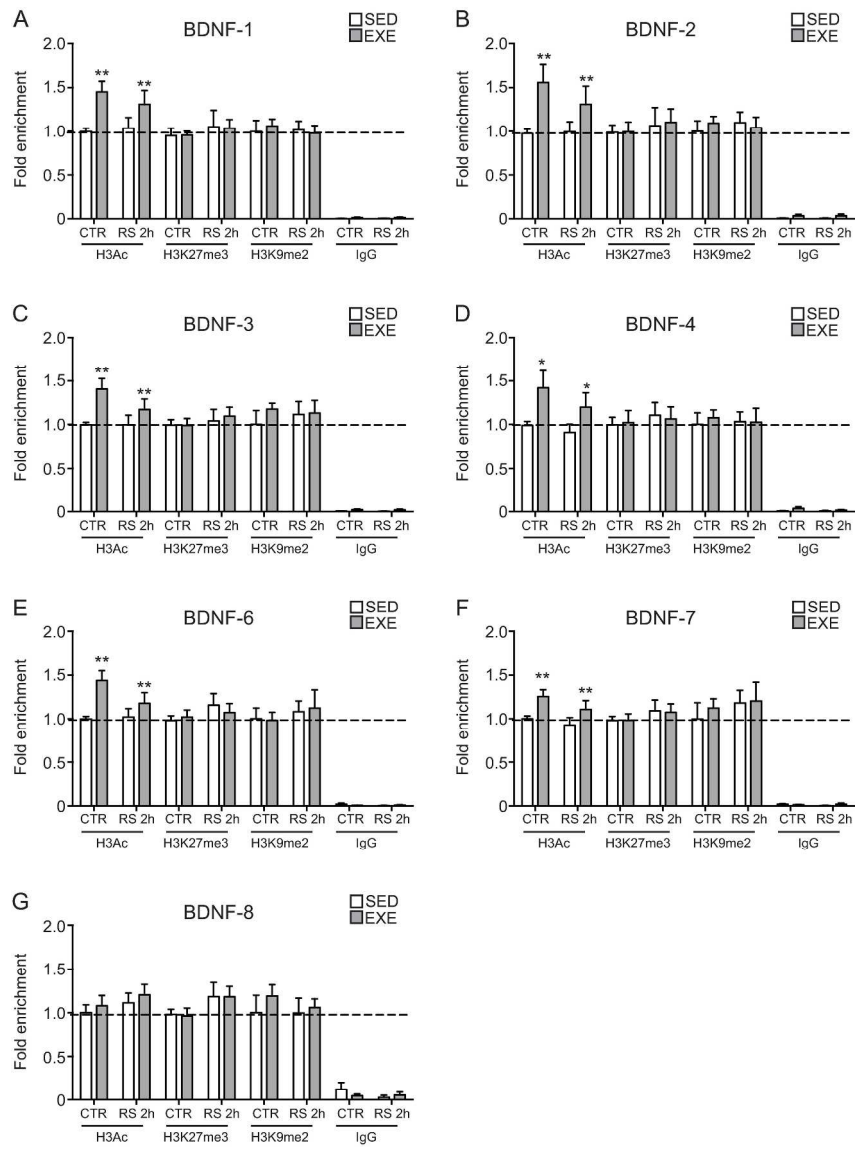 A
BDNF-1
SED
EXE
Fold enrichment
2.0
1.5
1.0
0.5
0
** **
CTR RS 2h CTR RS 2h CTR RS 2h CTR RS 2h
H3Ac H3K27me3 H3K9me2 IgG
B
BDNF-2
SED
EXE
Fold enrichment
2.0
1.5
1.0
0.5
0
** **
CTR RS 2h CTR RS 2h CTR RS 2h CTR RS 2h
H3Ac H3K27me3 H3K9me2 IgG
C
BDNF-3
SED
EXE
Fold enrichment
2.0
1.5
1.0
0.5
0
** **
CTR RS 2h CTR RS 2h CTR RS 2h CTR RS 2h
H3Ac H3K27me3 H3K9me2 IgG
D
BDNF-4
SED
EXE
Fold enrichment
2.0
1.5
1.0
0.5
0
* *
CTR RS 2h CTR RS 2h CTR RS 2h CTR RS 2h
H3Ac H3K27me3 H3K9me2 IgG
E
BDNF-6
SED
EXE
Fold enrichment
2.0
1.5
1.0
0.5
0
** **
CTR RS 2h CTR RS 2h CTR RS 2h CTR RS 2h
H3Ac H3K27me3 H3K9me2 IgG
F
BDNF-7
SED
EXE
Fold enrichment
2.0
1.5
1.0
0.5
0
** **
CTR RS 2h CTR RS 2h CTR RS 2h CTR RS 2h
H3Ac H3K27me3 H3K9me2 IgG
G
BDNF-8
SED
EXE
Fold enrichment
2.0
1.5
1.0
0.5
0
CTR RS 2h CTR RS 2h CTR RS 2h CTR RS 2h
H3Ac H3K27me3 H3K9me2 IgG